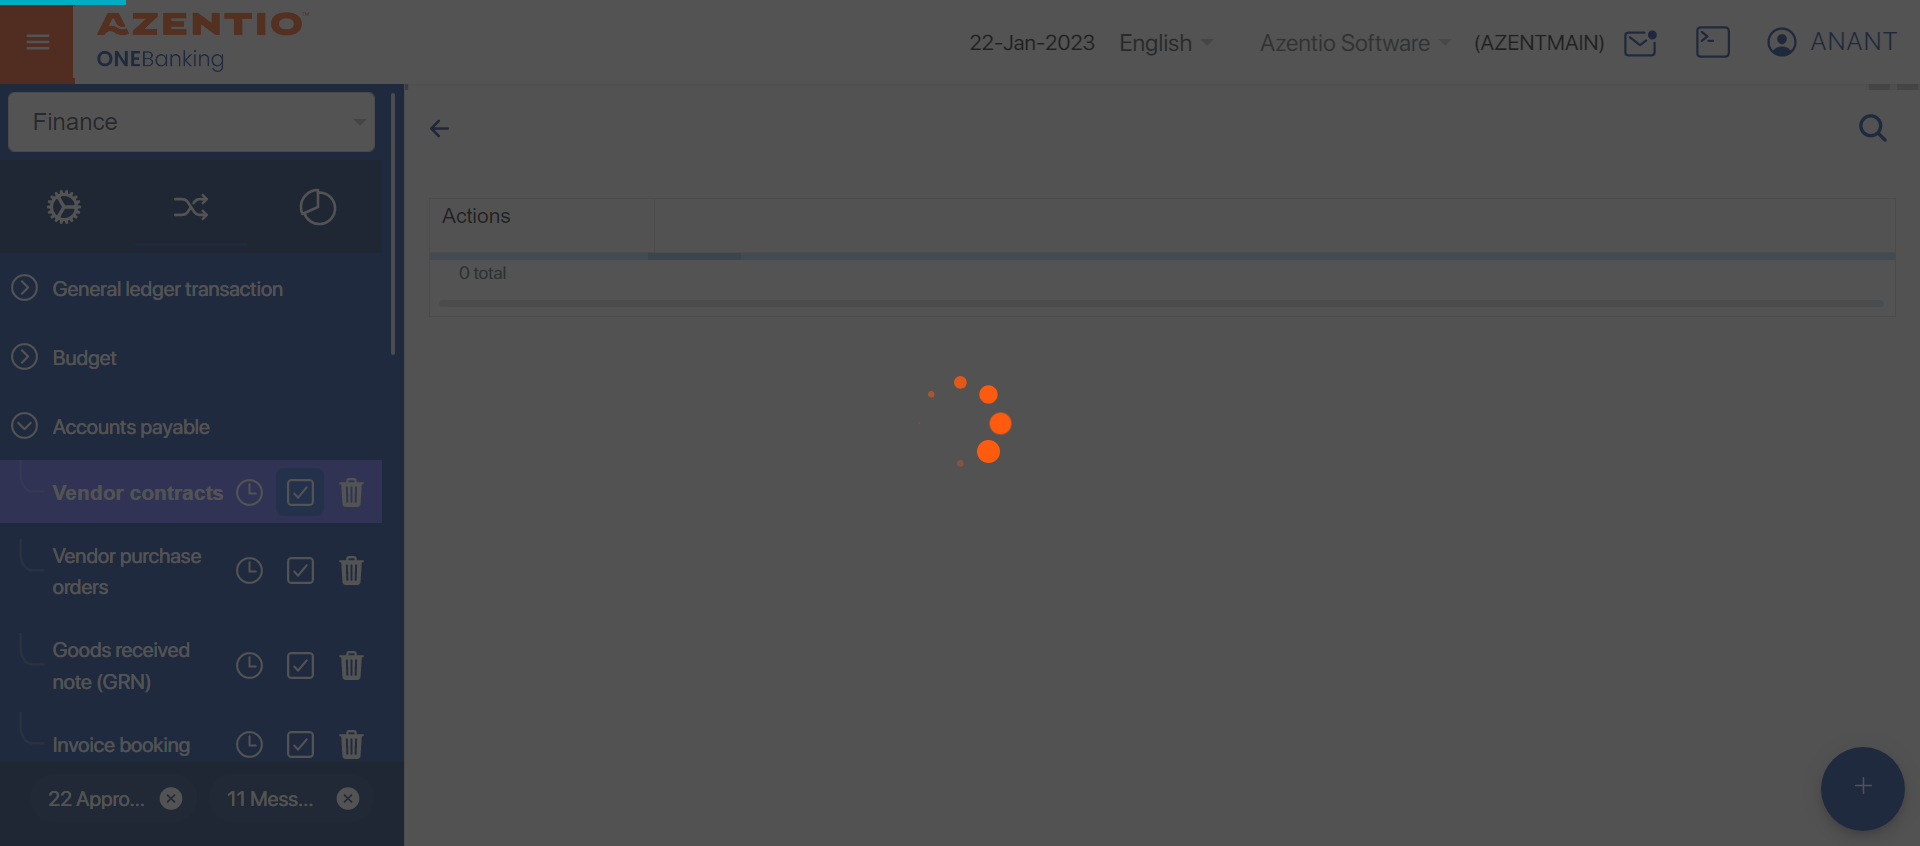 AZENTIO™
ONEBanking
22-Jan-2023 English Azentio Software (AZENTMAIN) ANANT
Finance
Actions
0 total
General ledger transaction
Budget
Accounts payable
Vendor contracts
Vendor purchase
orders
Goods received
note (GRN)
Invoice booking
22 Appro... 11 Mess...